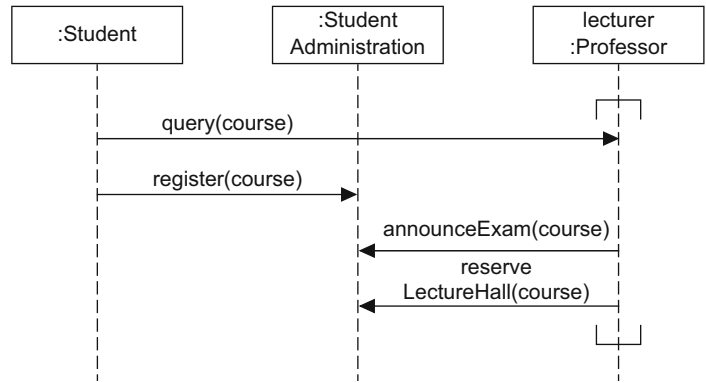 :Student
:Student
Administration
lecturer
:Professor
query(course)
register(course)
announceExam(course)
reserve
LectureHall(course)